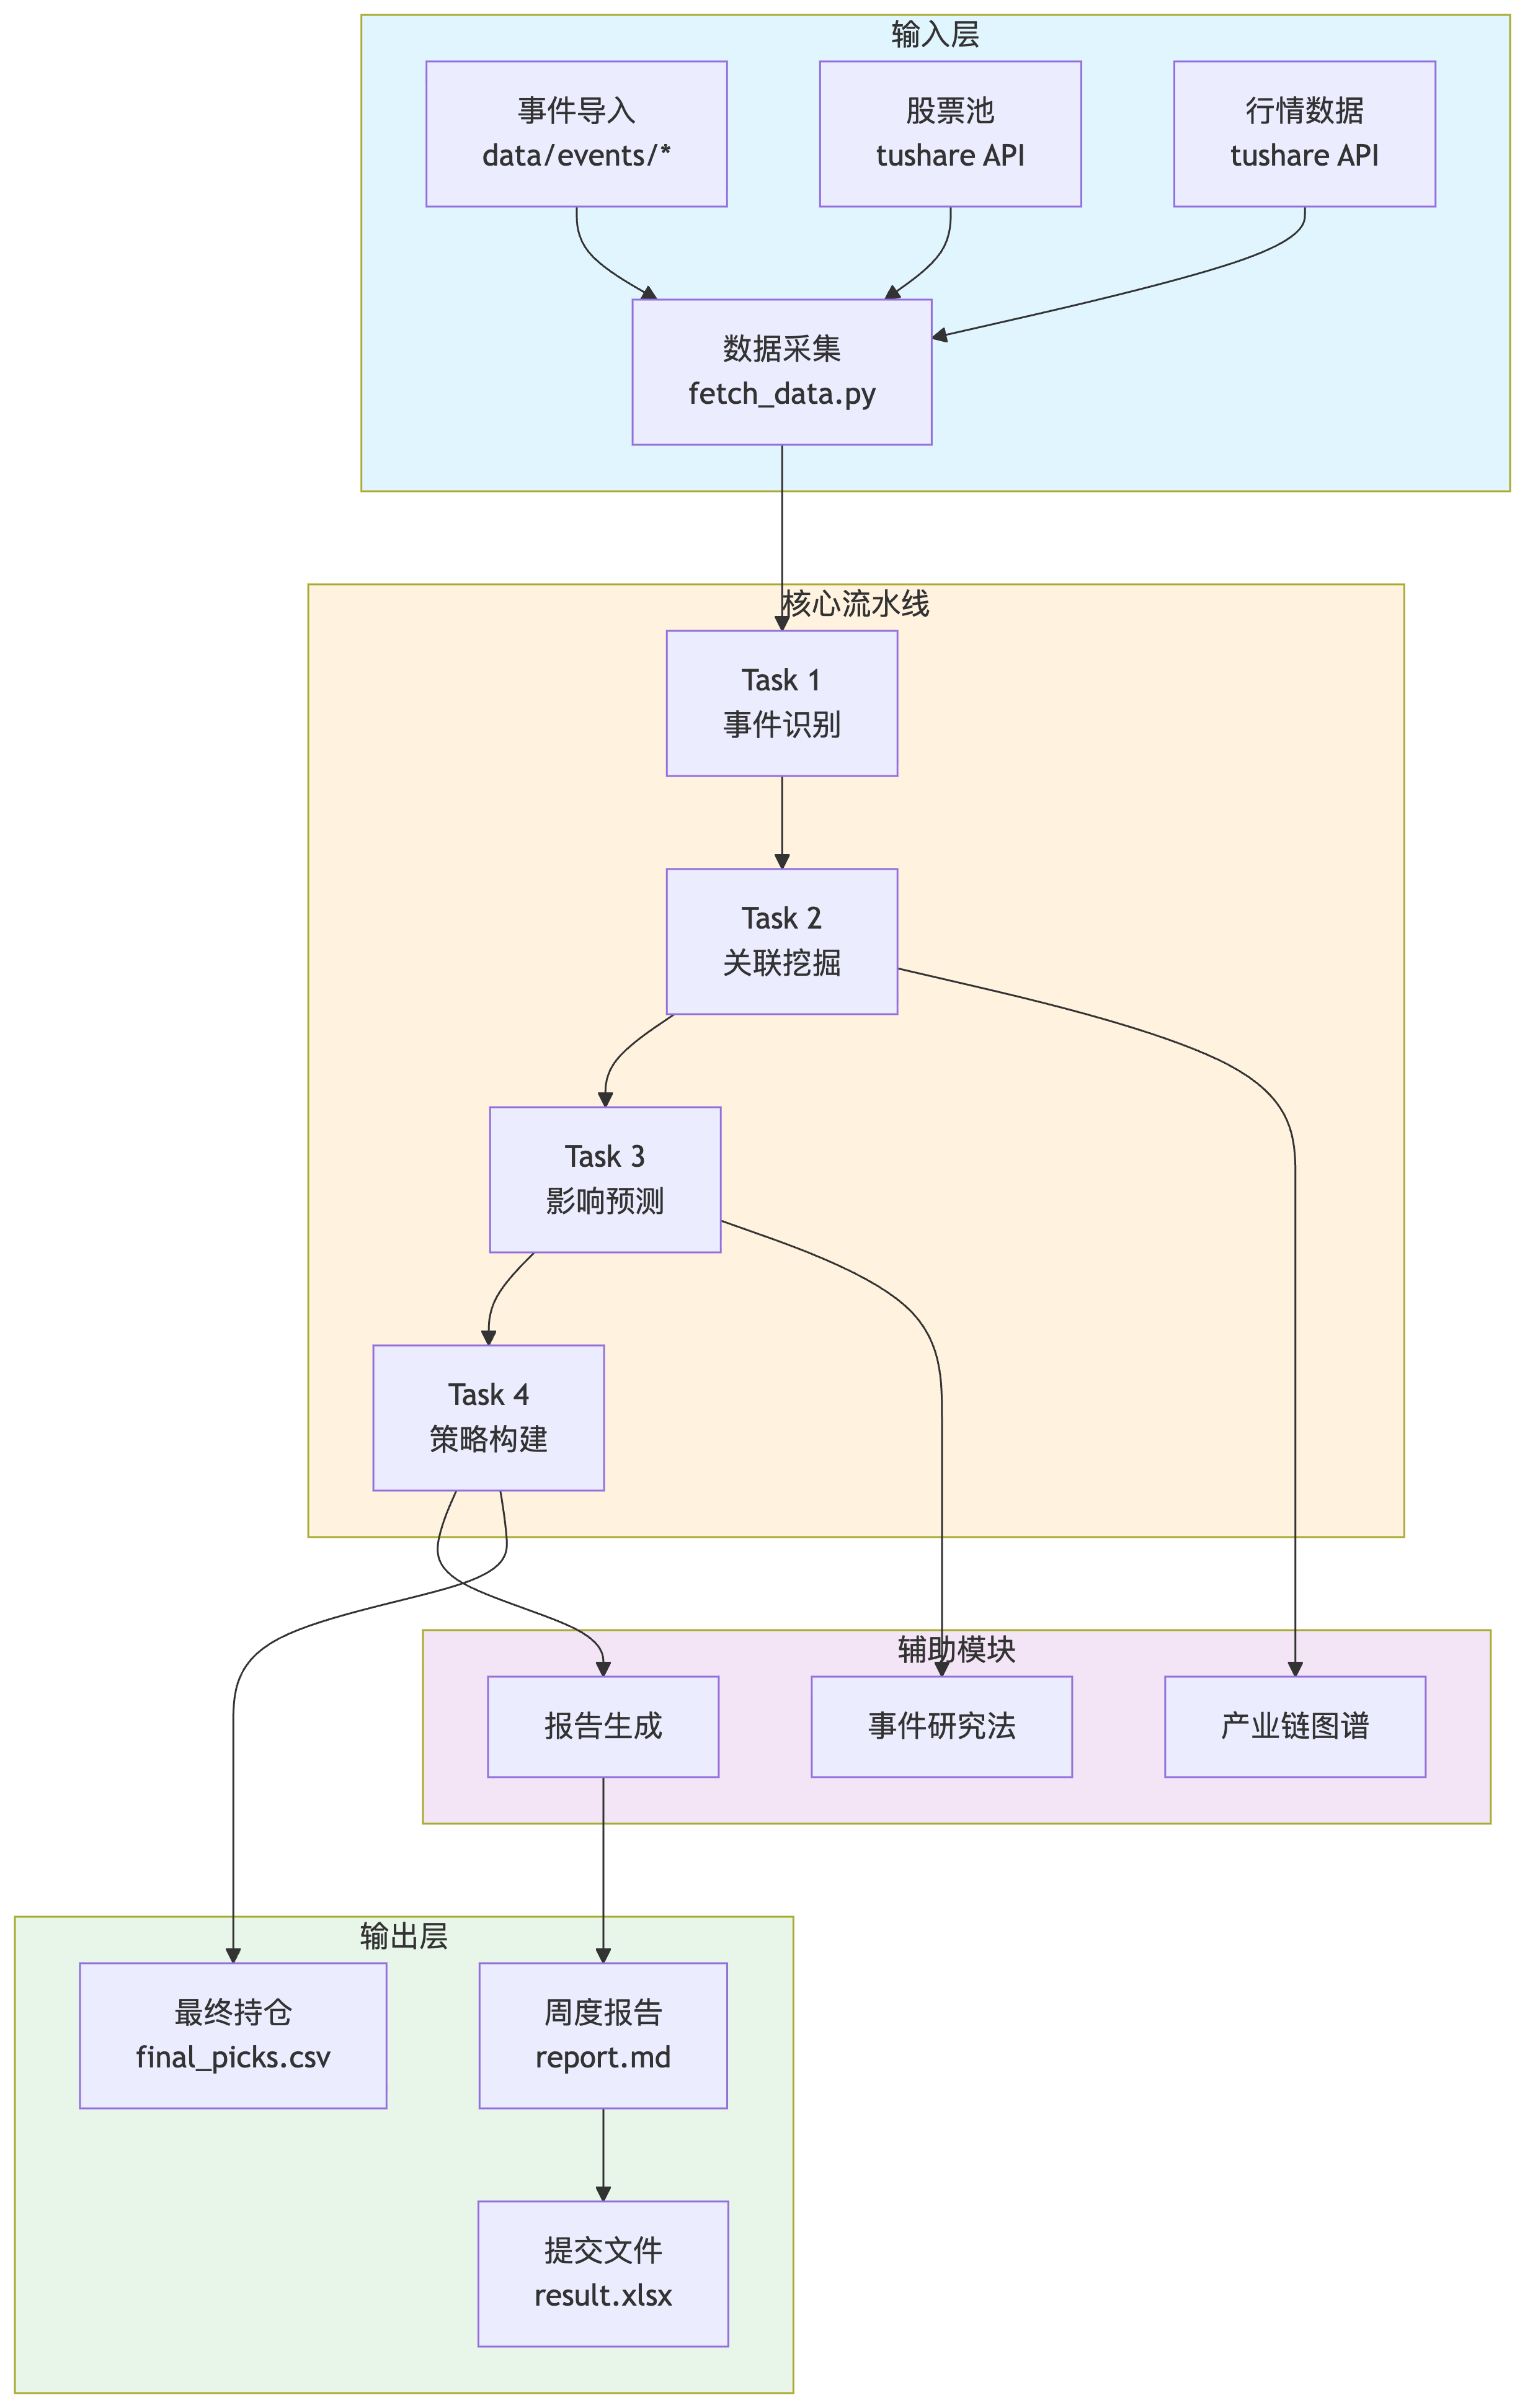 输入层
事件导入
data/events/*
股票池
tushare API
行情数据
tushare API
数据采集
fetch_data.py
核心流水线
Task 1
事件识别
Task 2
关联挖掘
Task 3
影响预测
Task 4
策略构建
辅助模块
报告生成
事件研究法
产业链图谱
输出层
最终持仓
final_picks.csv
周度报告
report.md
提交文件
result.xlsx